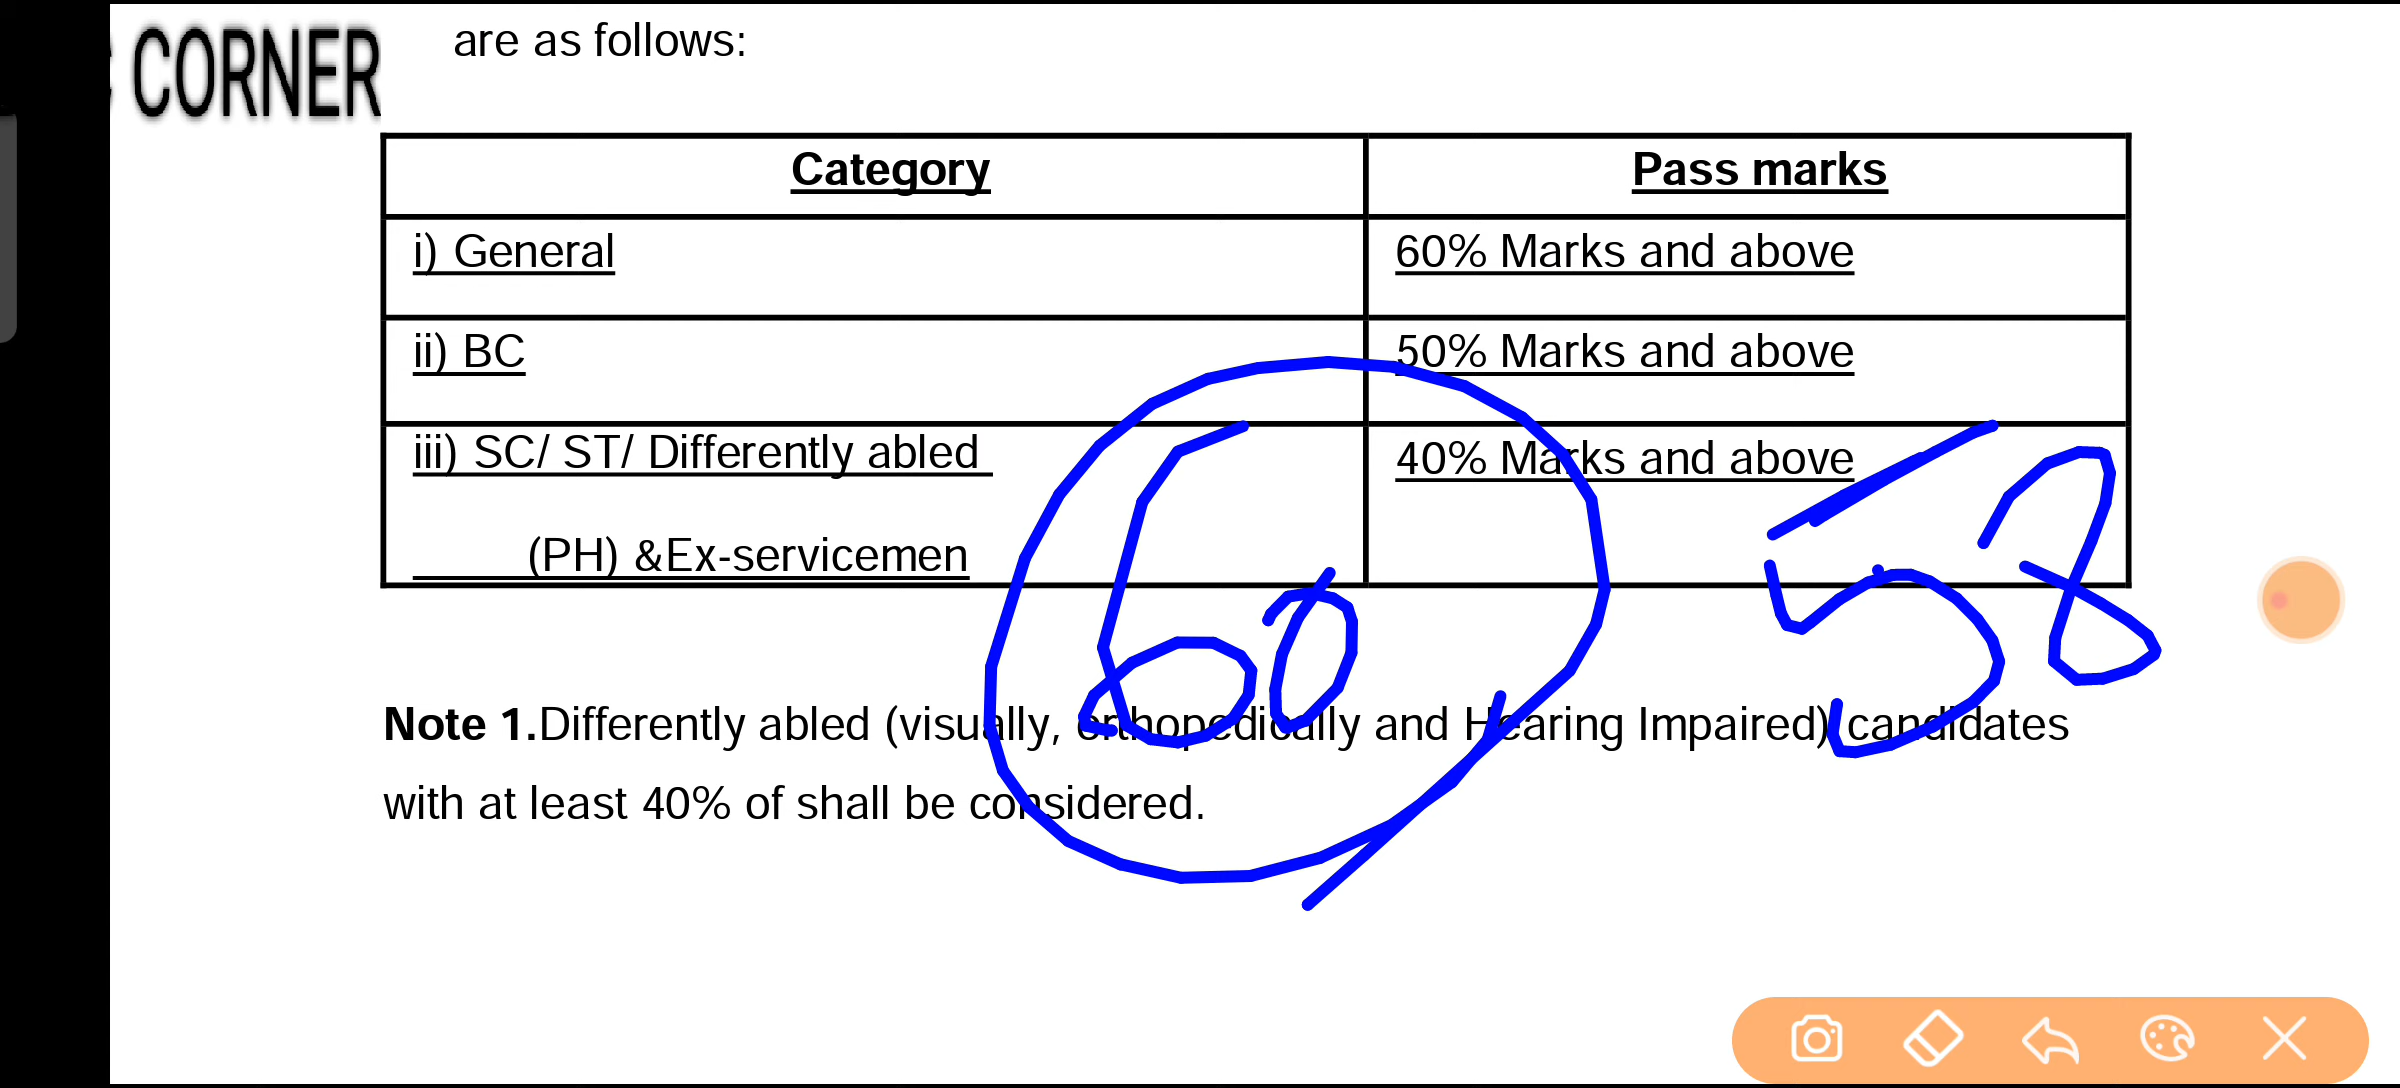 CORNER
are as follows:
Category Pass marks
i) General 60% Marks and above
ii) BC 50% Marks and above
iii) SC/ ST/ Differently abled 40% Marks and above
(PH) &Ex-servicemen
60
58
Note 1.Differently abled (visually, orthopedically and Hearing Impaired) candidates
with at least 40% of shall be considered.